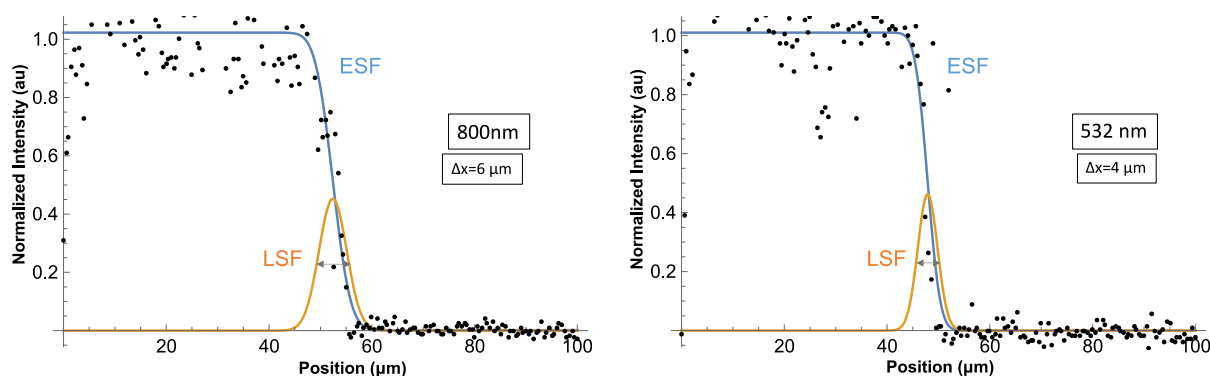 1.0
0.8
0.6
0.4
0.2
20
40
60
80
100
Normalized Intensity (au)
Position (μm)
ESF
LSF
800nm
Δx=6 μm
1.0
0.8
0.6
0.4
0.2
20
40
60
80
100
Normalized Intensity (au)
Position (μm)
ESF
LSF
532 nm
Δx=4 μm